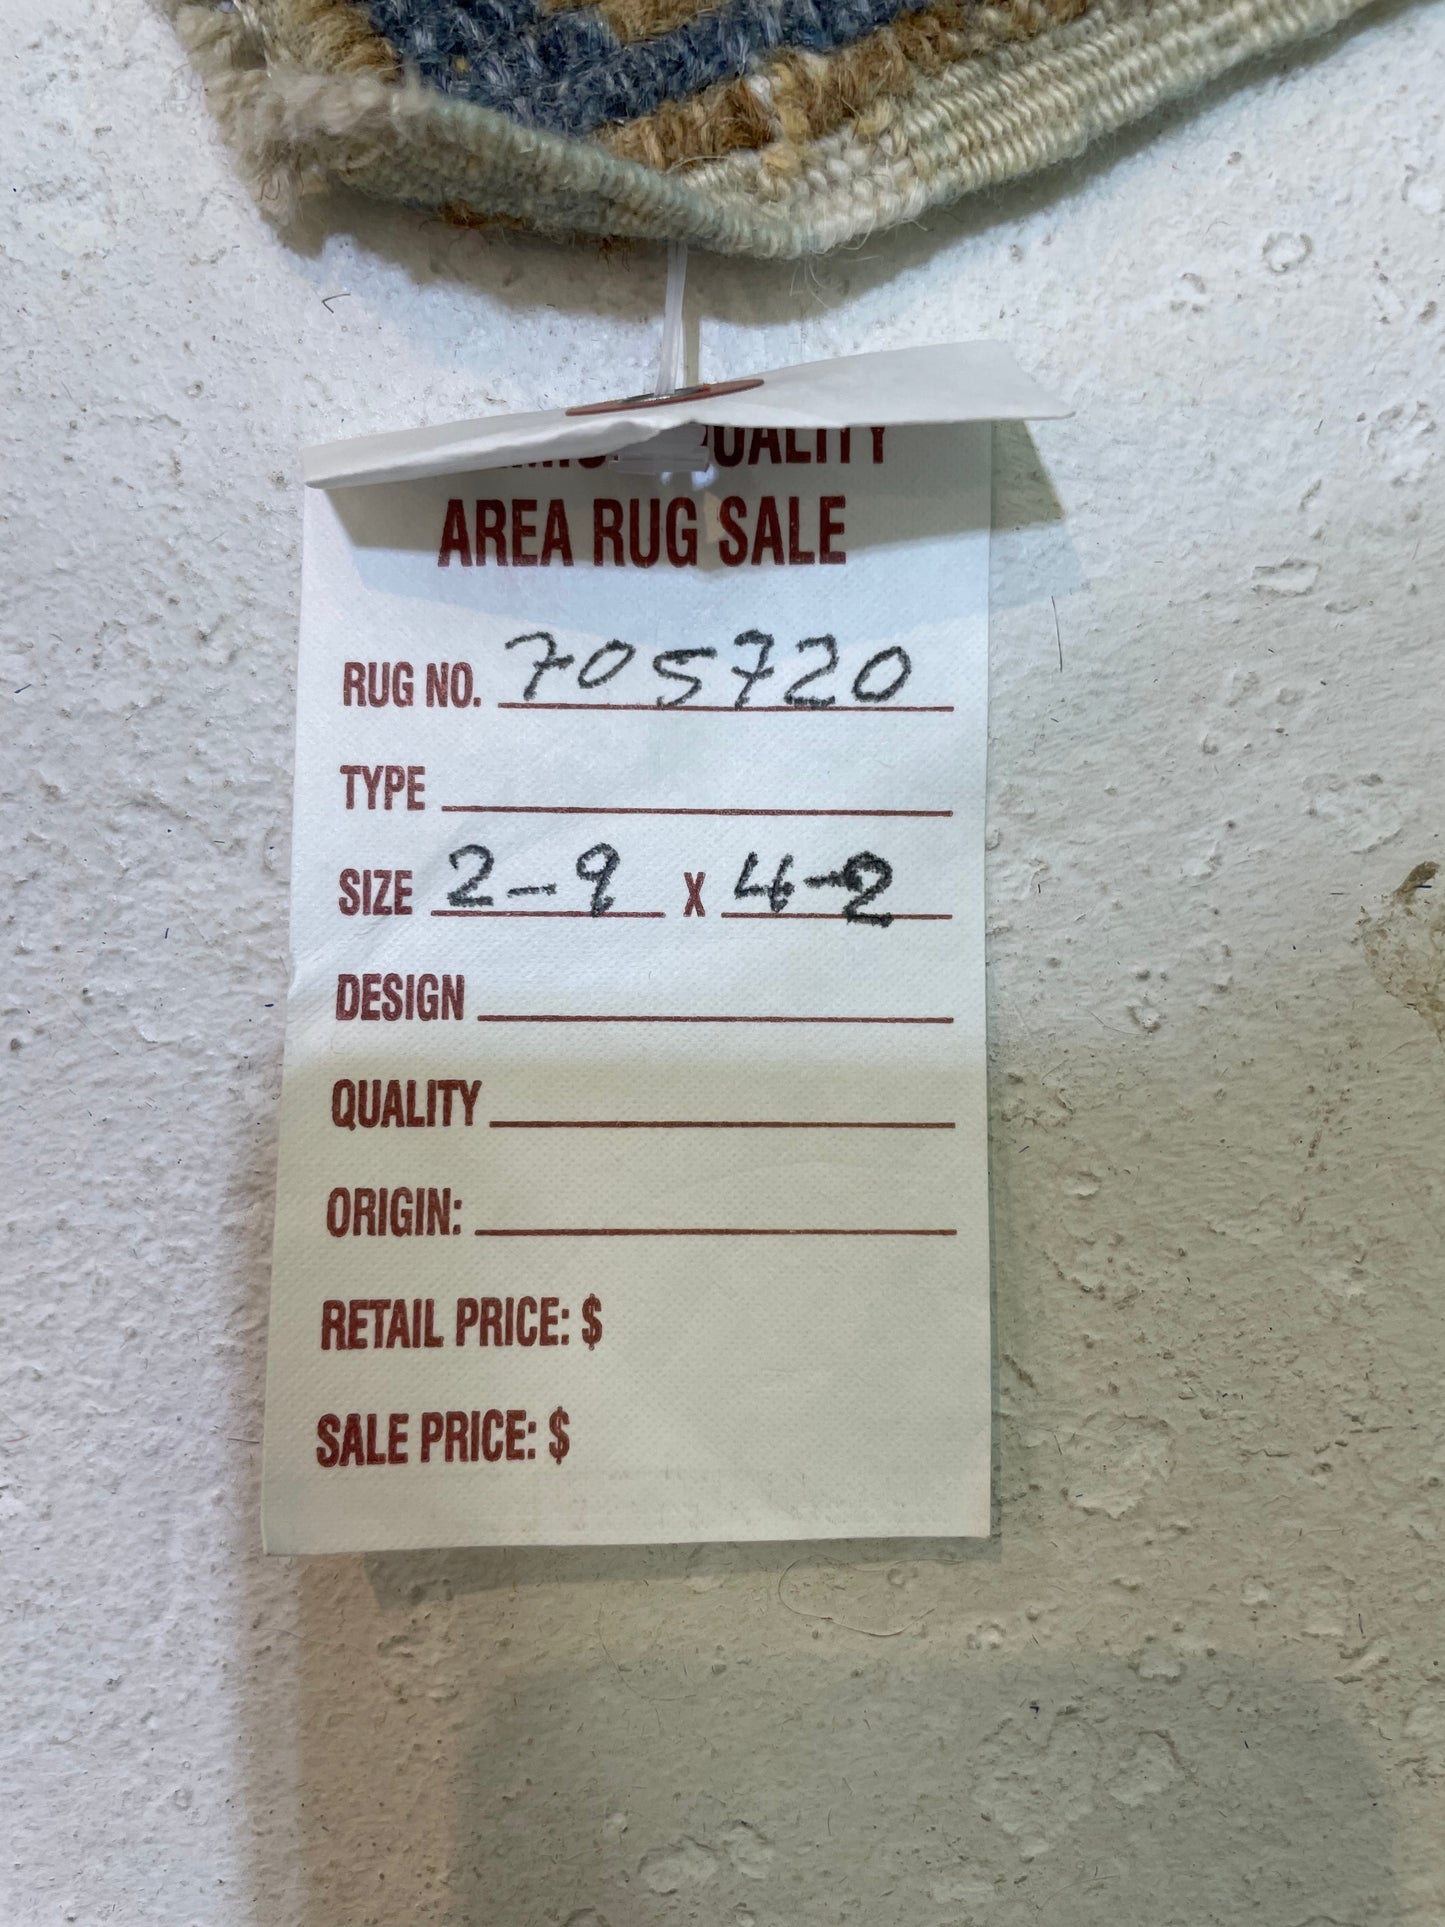 AREA RUG SALE
RUG NO. 705720
TYPE
SIZE 2-9 X 4-2
DESIGN
QUALITY
ORIGIN:
RETAIL PRICE: $
SALE PRICE: $